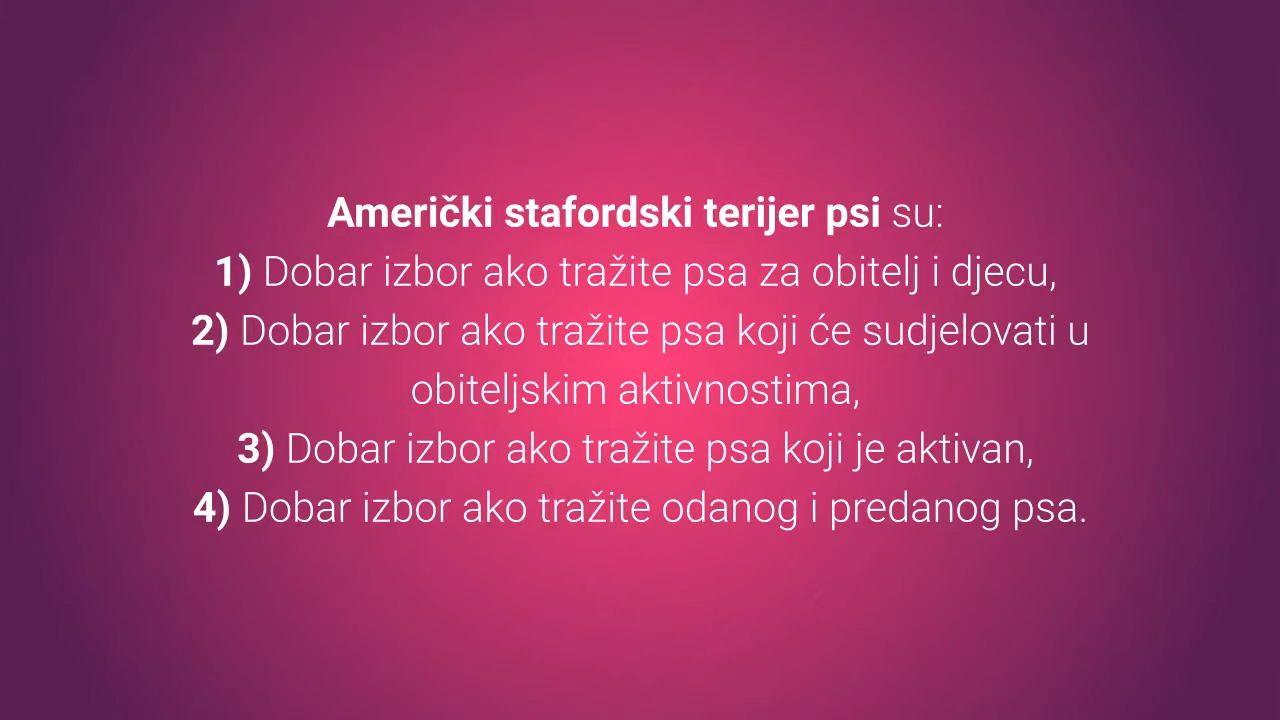 Američki stafordski terijer psi su:
1) Dobar izbor ako tražite psa za obitelj i djecu,
2) Dobar izbor ako tražite psa koji će sudjelovati u
obiteljskim aktivnostima,
3) Dobar izbor ako tražite psa koji je aktivan,
4) Dobar izbor ako tražite odanog i predanog psa.